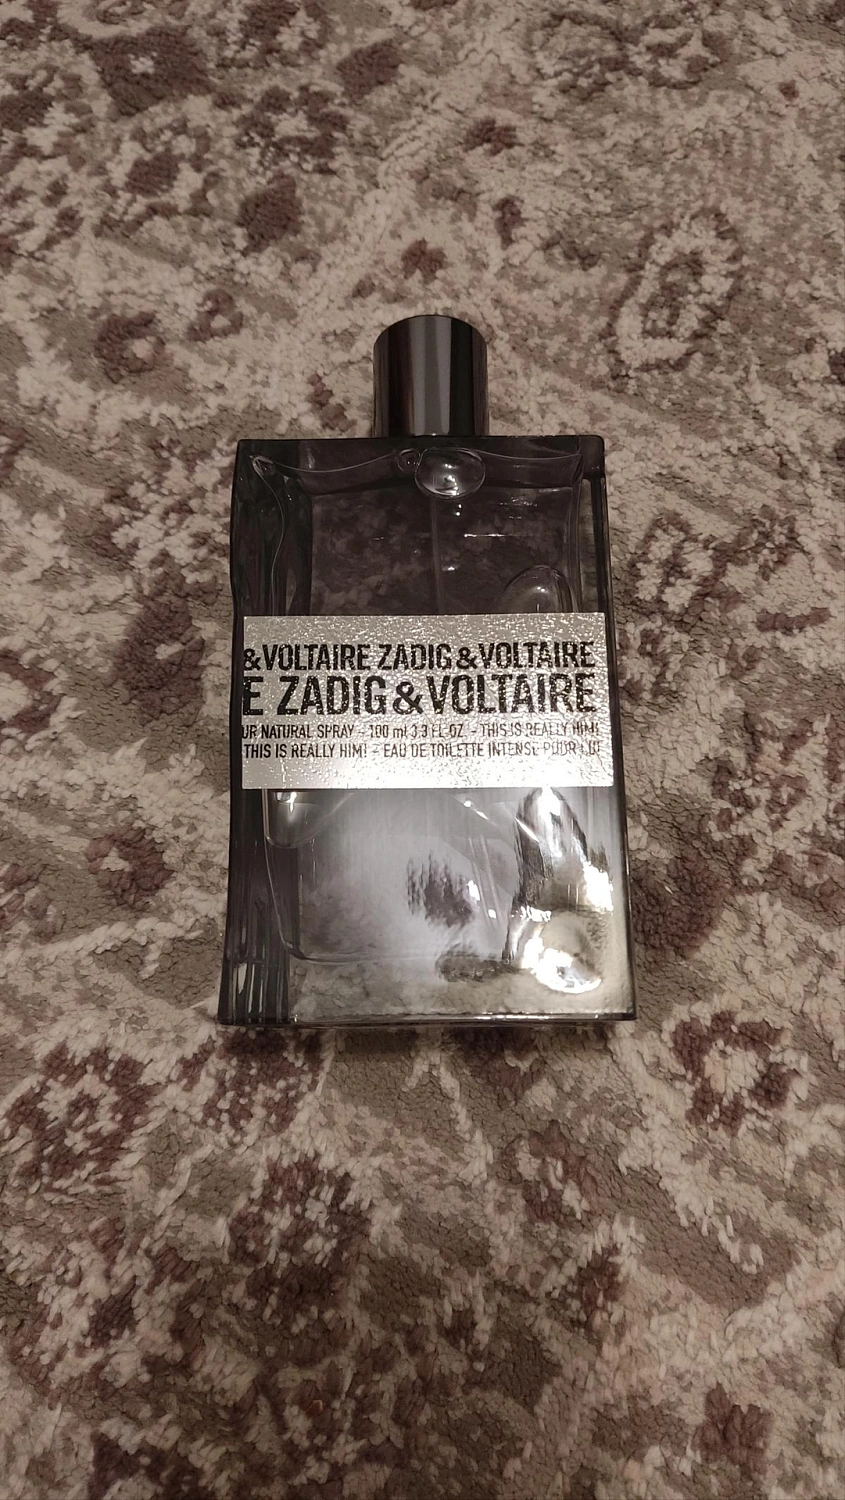 &VOLTAIRE ZADIG&VOLTAIRE
E ZADIG&VOLTAIRE
UR NATURAL SPRAY - 100 ml 3.3 FL.OZ. - THIS IS REALLY HIM!
THIS IS REALLY HIM! - EAU DE TOILETTE INTENSE POUR LUI